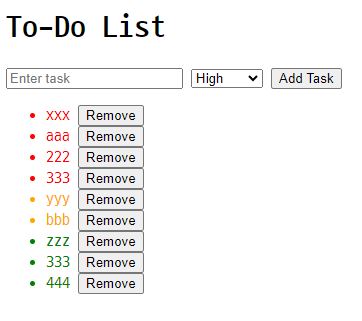 To-Do List
Enter task High Add Task
xxx Remove
aaa Remove
222 Remove
333 Remove
yyy Remove
bbb Remove
zzz Remove
333 Remove
444 Remove